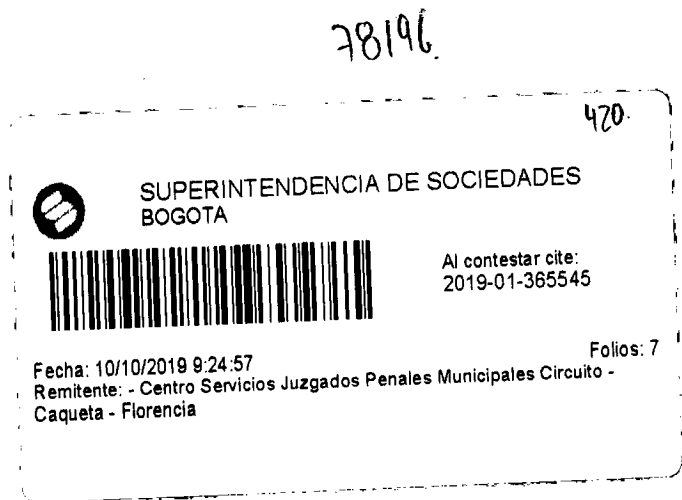 78196.
420.
SUPERINTENDENCIA DE SOCIEDADES
BOGOTA
Al contestar cite:
2019-01-365545
Fecha: 10/10/2019 9:24:57
Folios: 7
Remitente: - Centro Servicios Juzgados Penales Municipales Circuito -
Caqueta - Florencia